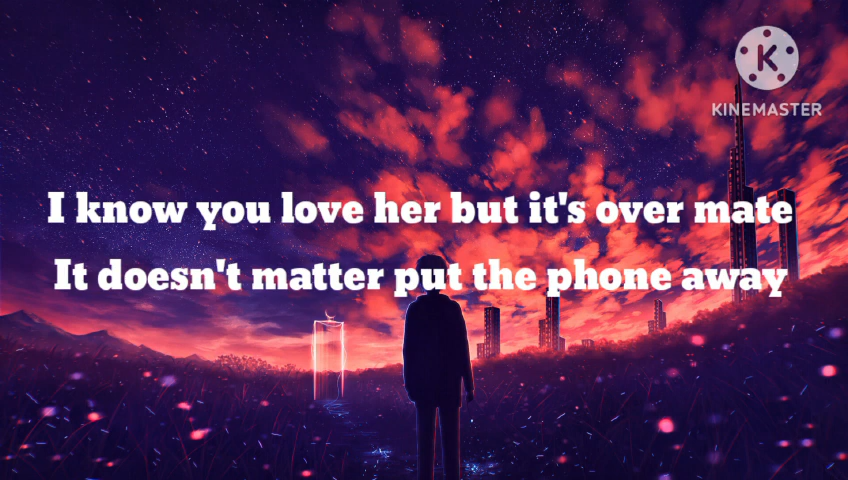 KINEMASTER
I know you love her but it's over mate
It doesn't matter put the phone away